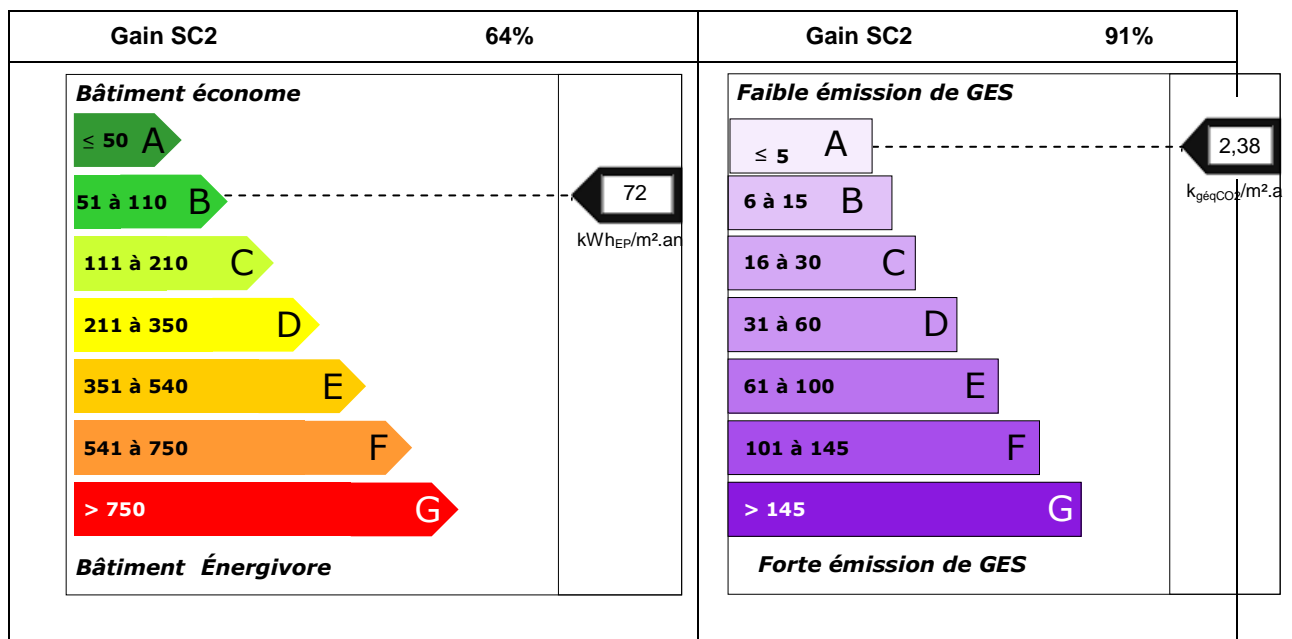 Gain SC2 64%
Bâtiment économe
≤ 50 A
51 à 110 B
72
kWhEP/m².an
111 à 210 C
211 à 350 D
351 à 540 E
541 à 750 F
> 750 G
Bâtiment Énergivore
Gain SC2 91%
Faible émission de GES
≤ 5 A
2,38
kgéqCO2/m².a
6 à 15 B
16 à 30 C
31 à 60 D
61 à 100 E
101 à 145 F
> 145 G
Forte émission de GES